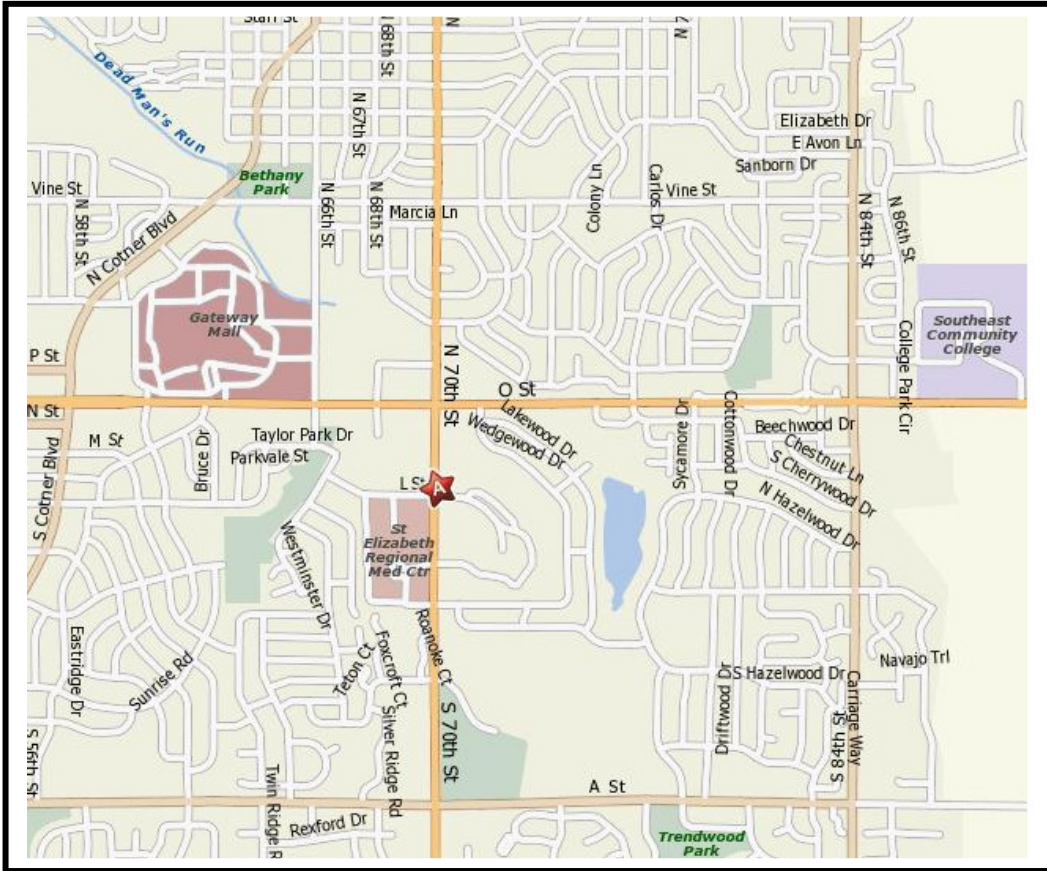 Starr St
N
N 7
N 68th St
Dead Man's Run
N 67th St
Elizabeth Dr
E Avon Ln
Sanborn Dr
Bethany
Park
Vine St
N 58th St
N 66th St
N 68th St
Marcia Ln
Colony Ln
Carlos Dr
Vine St
N 84th St
N 86th St
N Cotner Blvd
Gateway
Mall
Southeast
Community
College
P St
N 70th St
College Park Cir
O St
N St
Lakewood Dr
Wedgewood Dr
Sycamore Dr
Cottonwood Dr
Beechwood Dr
M St
Bruce Dr
Taylor Park Dr
Parkvale St
Chestnut Ln
S Cherrywood Dr
N Hazelwood Dr
S Cotner Blvd
L St
A
St
Elizabeth
Regional
Med Ctr
Westminster Dr
Roanoke Ct
Eastridge Dr
Sunrise Rd
Teton Ct
Foxcroft Ct
Navajo Trl
S Hazelwood Dr
Driftwood Dr
S 84th St
Carriage Way
S 56th St
Silver Ridge Rd
S 70th St
Twin Ridge R
A St
Rexford Dr
Trendwood
Park